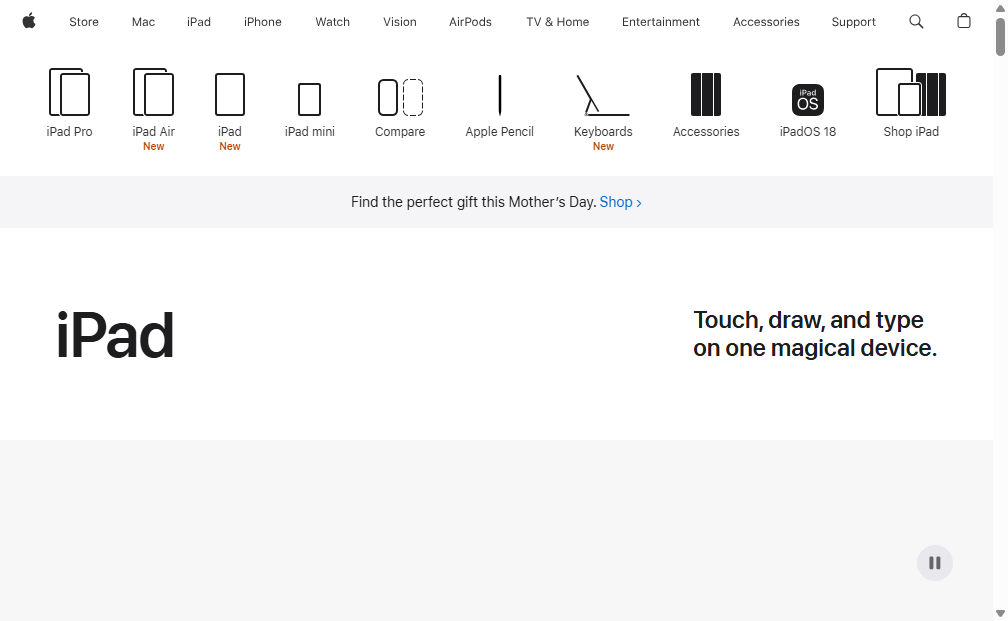 Store Mac iPad iPhone Watch Vision AirPods TV & Home Entertainment Accessories Support
iPad Pro iPad Air iPad iPad mini Compare Apple Pencil Keyboards Accessories iPadOS 18 Shop iPad
New New New
iPad
OS
Find the perfect gift this Mother's Day. Shop >
iPad
Touch, draw, and type
on one magical device.